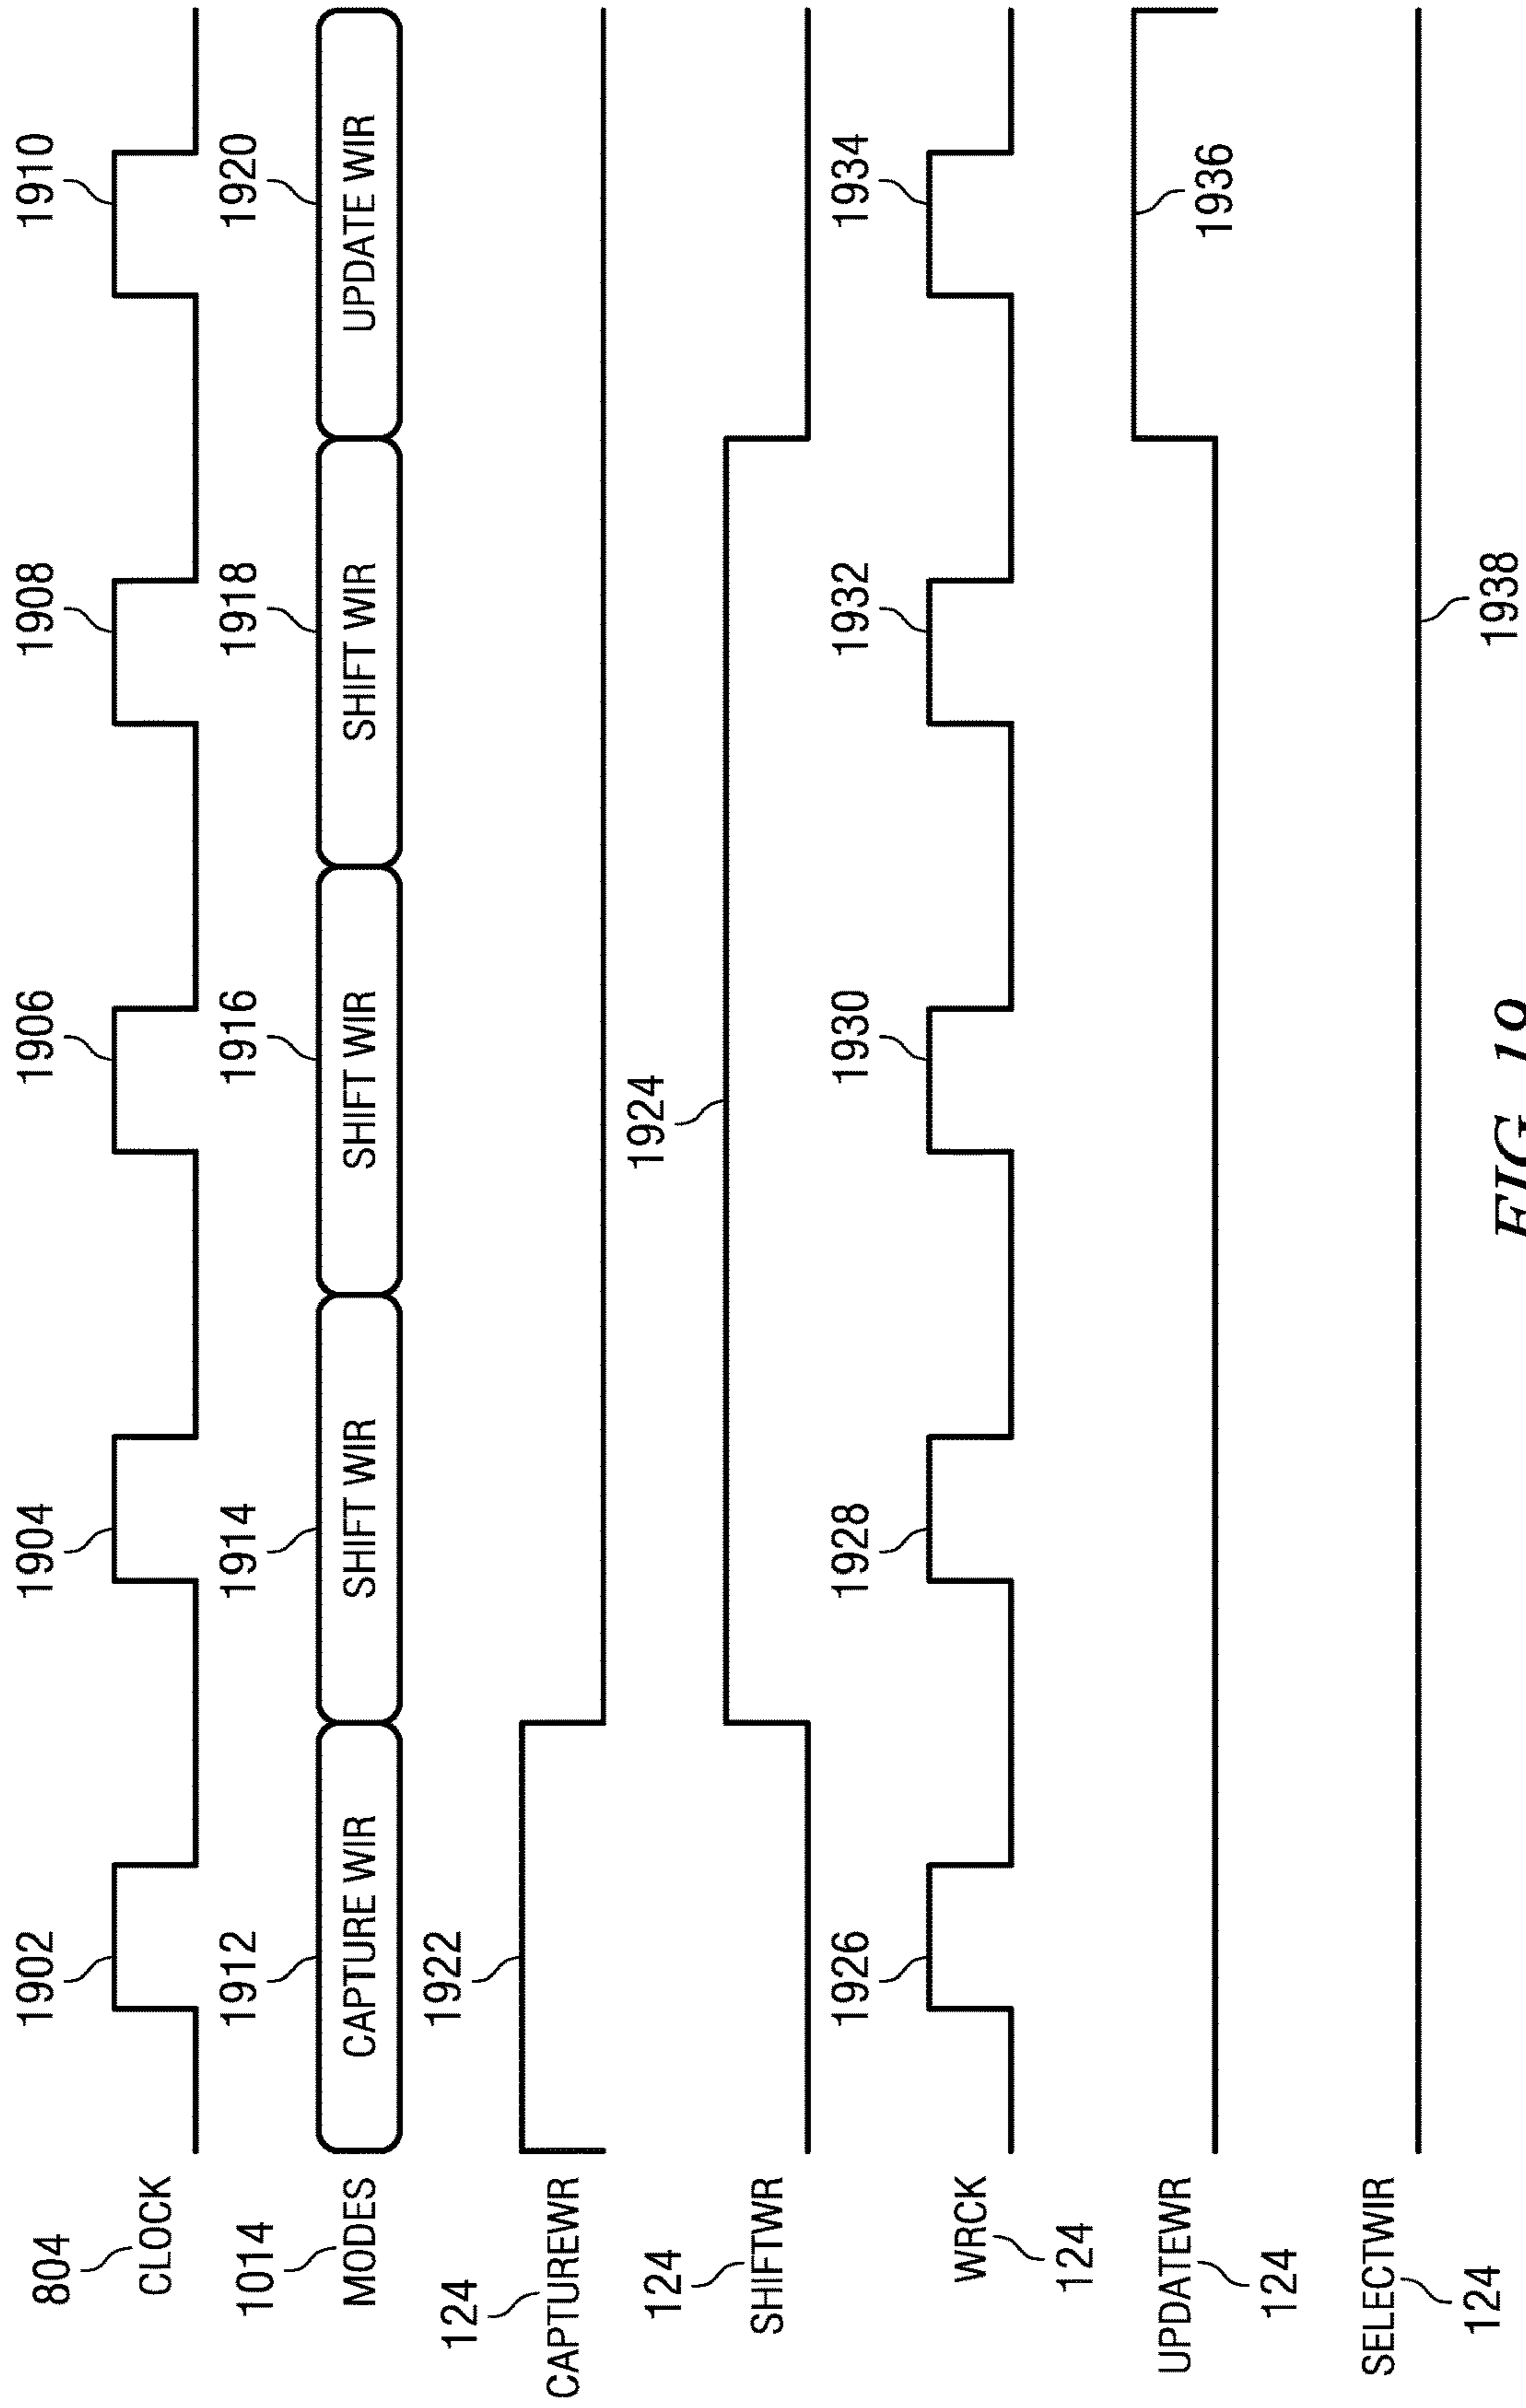 804 1902 1904 1906 1908 1910
CLOCK
1014 1912 1914 1916 1918 1920
MODES CAPTURE WIR SHIFT WIR SHIFT WIR SHIFT WIR UPDATE WIR
124 1922
CAPTUREWR
124 1924
SHIFTWR
1926 1928 1930 1932 1934
WRCK
124
UPDATEWR 1936
124
SELECTWIR
124 1938
FIG. 19